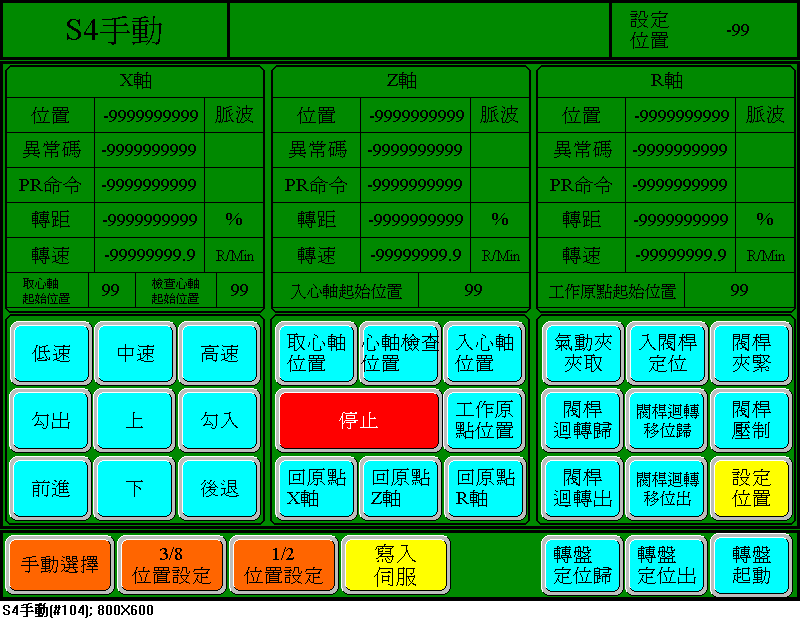 S4手動
設定
位置
-99
X軸
位置 -9999999999 脈波
異常碼 -9999999999
PR命令 -9999999999
轉距 -9999999999 %
轉速 -99999999.9 R/Min
取心軸
起始位置
99
檢查心軸
起始位置
99
Z軸
位置 -9999999999 脈波
異常碼 -9999999999
PR命令 -9999999999
轉距 -9999999999 %
轉速 -99999999.9 R/Min
入心軸起始位置 99
R軸
位置 -9999999999 脈波
異常碼 -9999999999
PR命令 -9999999999
轉距 -9999999999 %
轉速 -99999999.9 R/Min
工作原點起始位置 99
低速
中速
高速
勾出
上
勾入
前進
下
後退
取心軸
位置
心軸檢查
位置
入心軸
位置
停止
工作原
點位置
回原點
X軸
回原點
Z軸
回原點
R軸
氣動夾
夾取
入閥桿
定位
閥桿
夾緊
閥桿
迴轉歸
閥桿迴轉
移位歸
閥桿
壓制
閥桿
迴轉出
閥桿迴轉
移位出
設定
位置
手動選擇
3/8
位置設定
1/2
位置設定
寫入
伺服
轉盤
定位歸
轉盤
定位出
轉盤
起動
S4手動(#104); 800X600